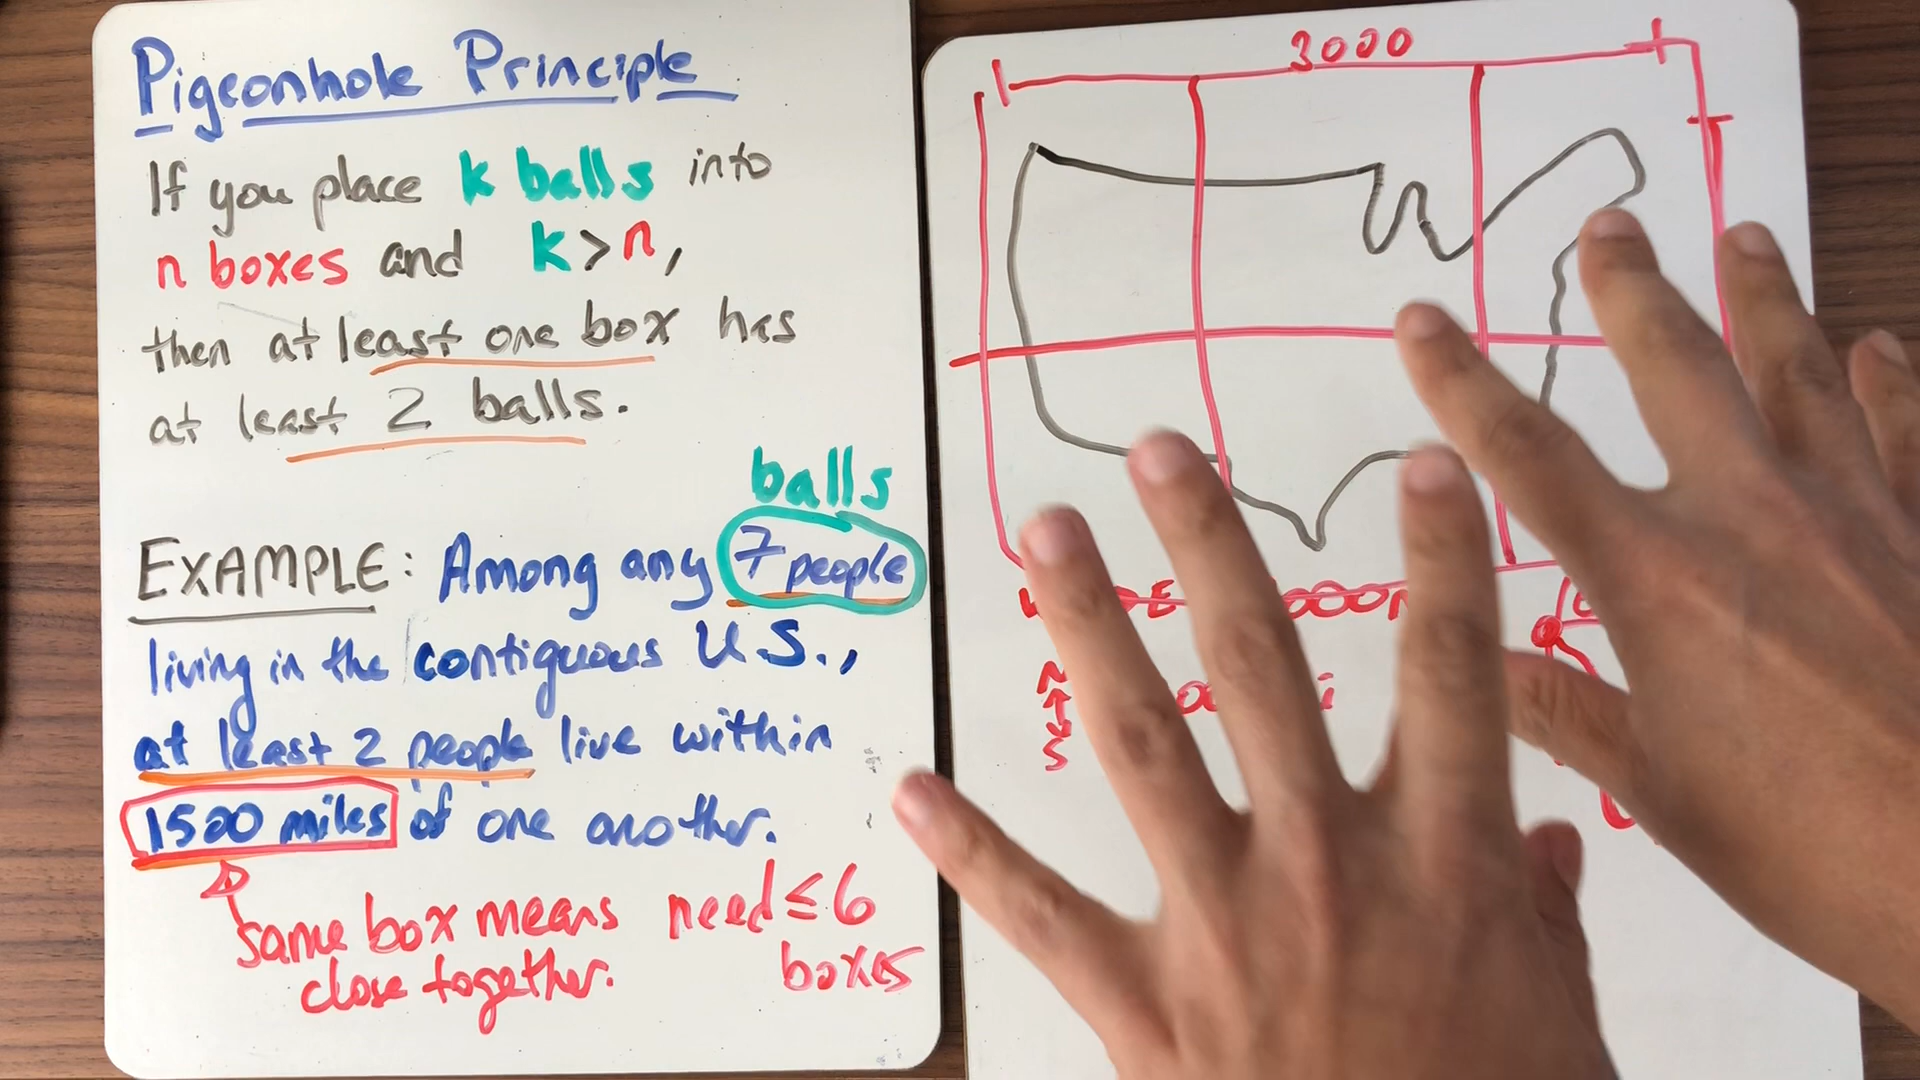 Pigeonhole Principle
If you place k balls into
n boxes and k>n,
then at least one box has
at least 2 balls.
balls
EXAMPLE: Among any 7 people
living in the contiguous U.S.,
at least 2 people live within
1500 miles of one another.
same box means
close together.
need ≤ 6
boxes
3000